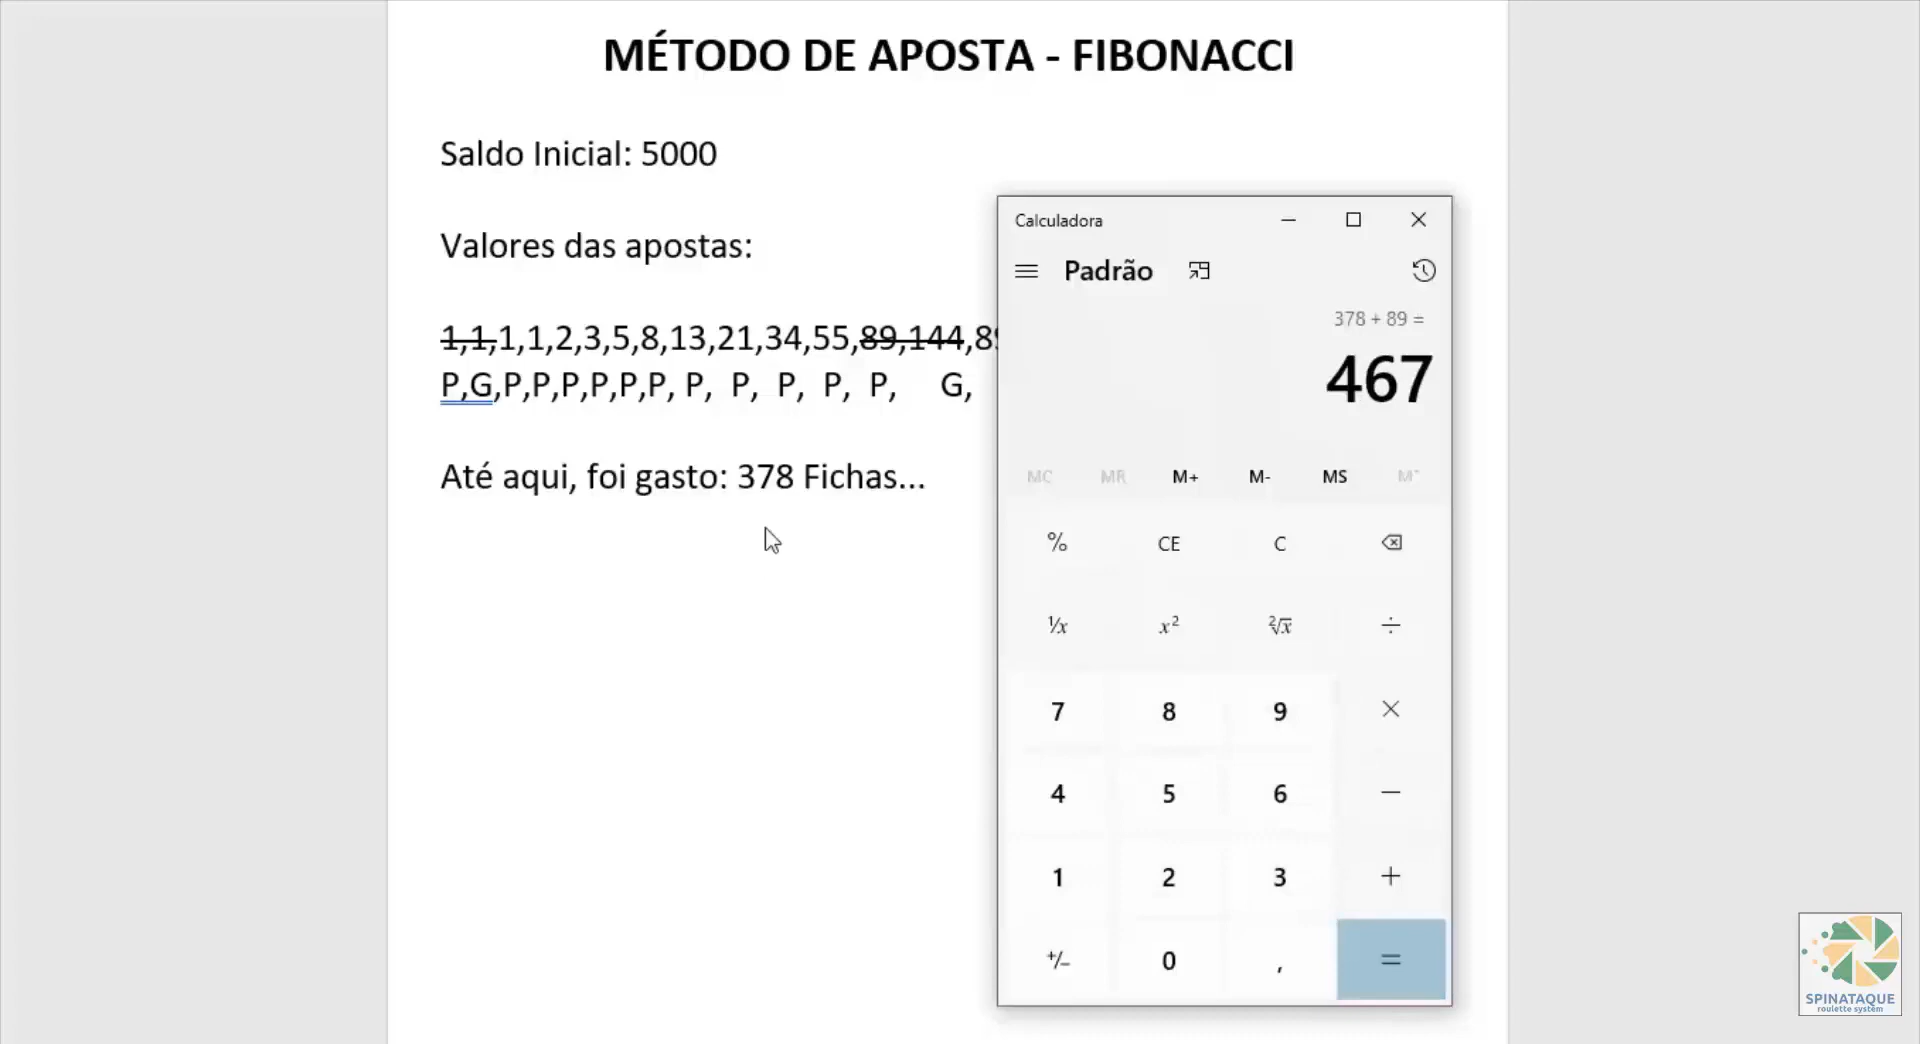 MÉTODO DE APOSTA - FIBONACCI
Saldo Inicial: 5000
Valores das apostas:
1,1,1,1,2,3,5,8,13,21,34,55,89,144,89
P,G,P,P,P,P,P,P, P, P, P, P, P, G,
Até aqui, foi gasto: 378 Fichas...
Calculadora
Padrão
378 + 89 =
467
MC MR M+ M- MS M˅
% CE C
¹/x x² ²√x ÷
7 8 9 ×
4 5 6 −
1 2 3 +
+/− 0 , =
SPINATAQUE
roulette system